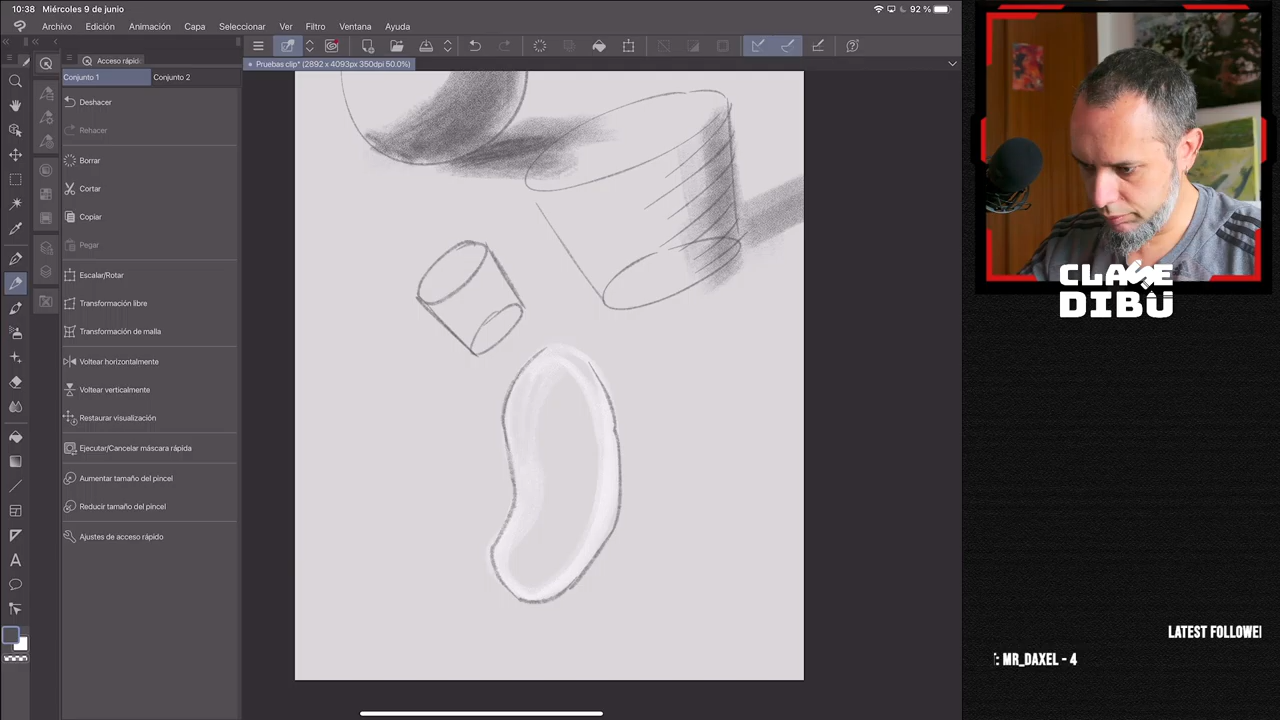 10:38 Miércoles 9 de junio
92 %
Archivo Edición Animación Capa Seleccionar Ver Filtro Ventana Ayuda
Acceso rápid
Pruebas clip* (2892 x 4093px 350dpi 50.0%)
Conjunto 1 Conjunto 2
Deshacer
Rehacer
Borrar
Cortar
Copiar
Pegar
Escalar/Rotar
Transformación libre
Transformación de malla
Voltear horizontalmente
Voltear verticalmente
Restaurar visualización
Ejecutar/Cancelar máscara rápida
Aumentar tamaño del pincel
Reducir tamaño del pincel
Ajustes de acceso rápido
CLASE
DIBU
LATEST FOLLOWE
: MR_DAXEL - 4